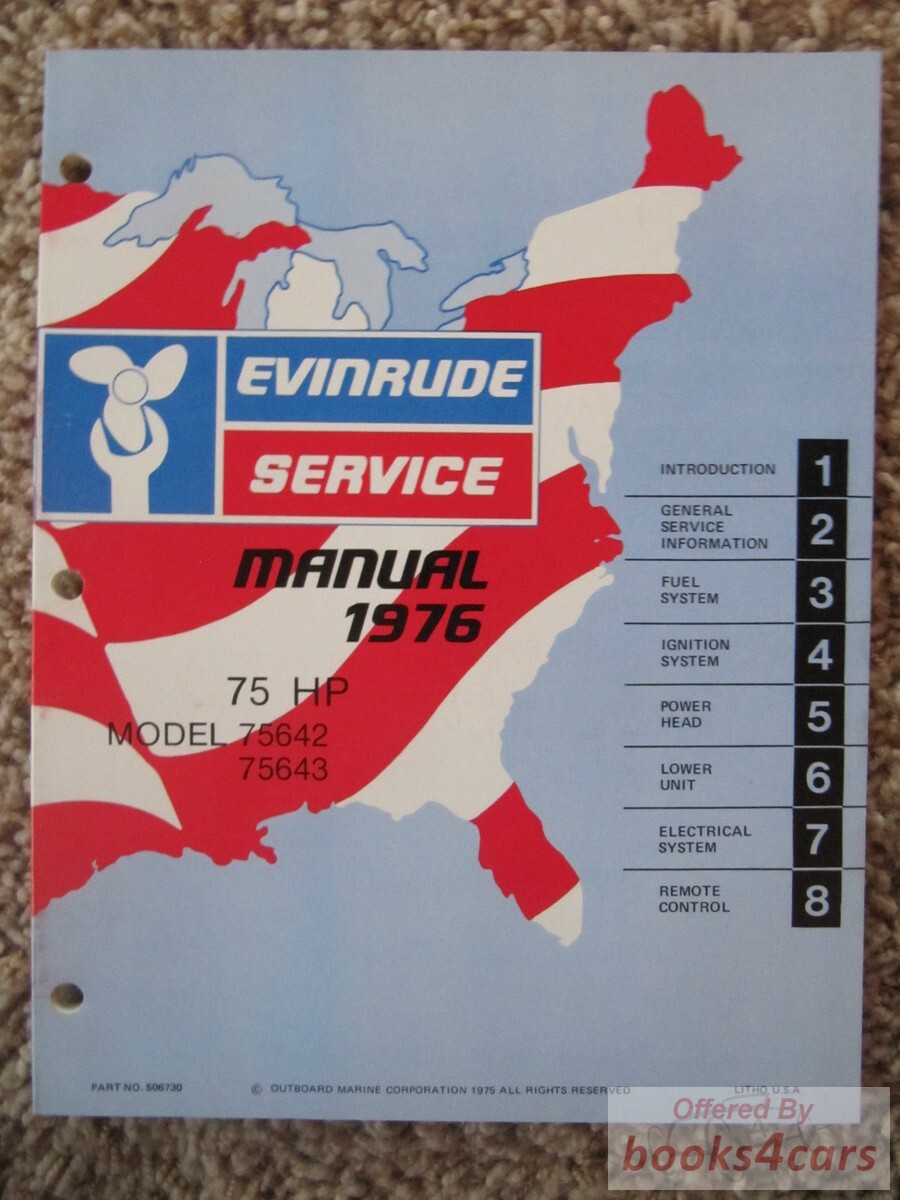 EVINRUDE
SERVICE
MANUAL
1976
75 HP
MODEL 75642
75643
INTRODUCTION 1
GENERAL
SERVICE
INFORMATION 2
FUEL
SYSTEM 3
IGNITION
SYSTEM 4
POWER
HEAD 5
LOWER
UNIT 6
ELECTRICAL
SYSTEM 7
REMOTE
CONTROL 8
PART NO. 506730
© OUTBOARD MARINE CORPORATION 1975 ALL RIGHTS RESERVED
LITHO U.S.A.
Offered By
books4cars